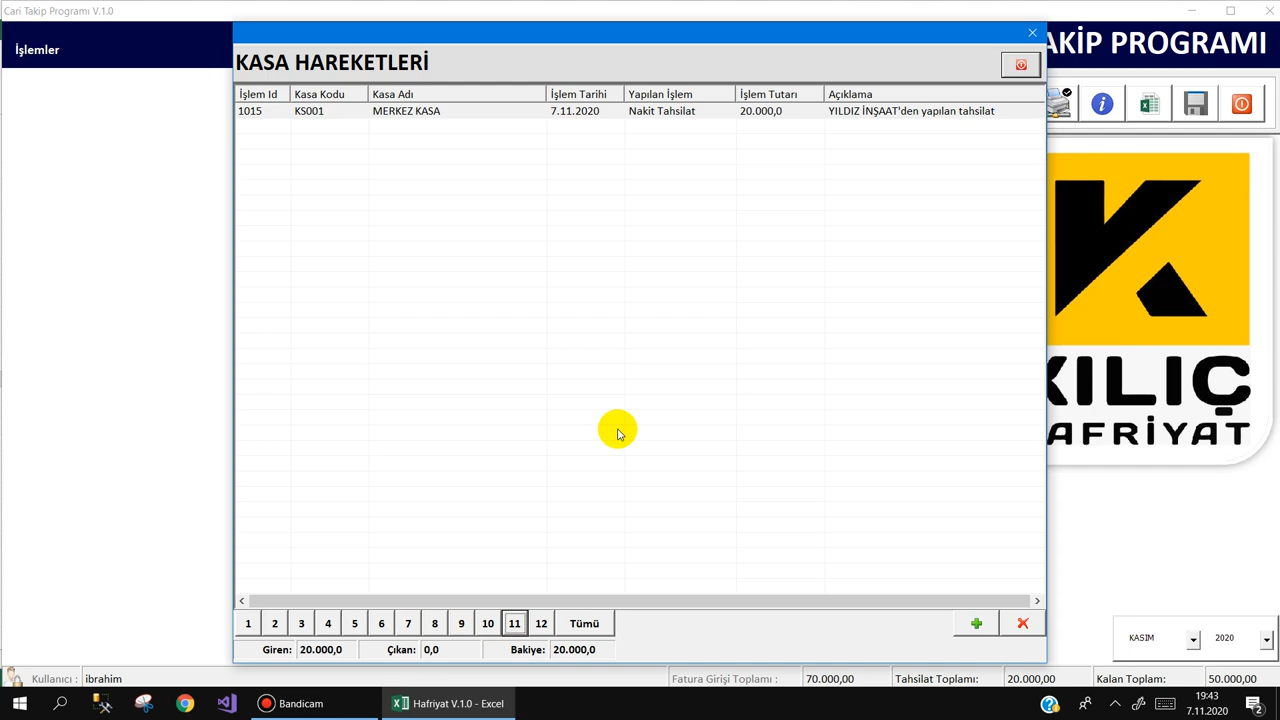 Cari Takip Programı V.1.0
İşlemler
AKİP PROGRAMI
KASA HAREKETLERİ
İşlem Id Kasa Kodu Kasa Adı İşlem Tarihi Yapılan İşlem İşlem Tutarı Açıklama
1015 KS001 MERKEZ KASA 7.11.2020 Nakit Tahsilat 20.000,0 YILDIZ İNŞAAT'den yapılan tahsilat
KILIÇ
AFRİYAT
1 2 3 4 5 6 7 8 9 10 11 12 Tümü
Giren: 20.000,0 Çıkan: 0,0 Bakiye: 20.000,0
KASIM 2020
Kullanıcı : ibrahim Fatura Girişi Toplamı : 70.000,00 Tahsilat Toplamı: 20.000,00 Kalan Toplam: 50.000,00
Bandicam Hafriyat V.1.0 - Excel
19:43
7.11.2020
2